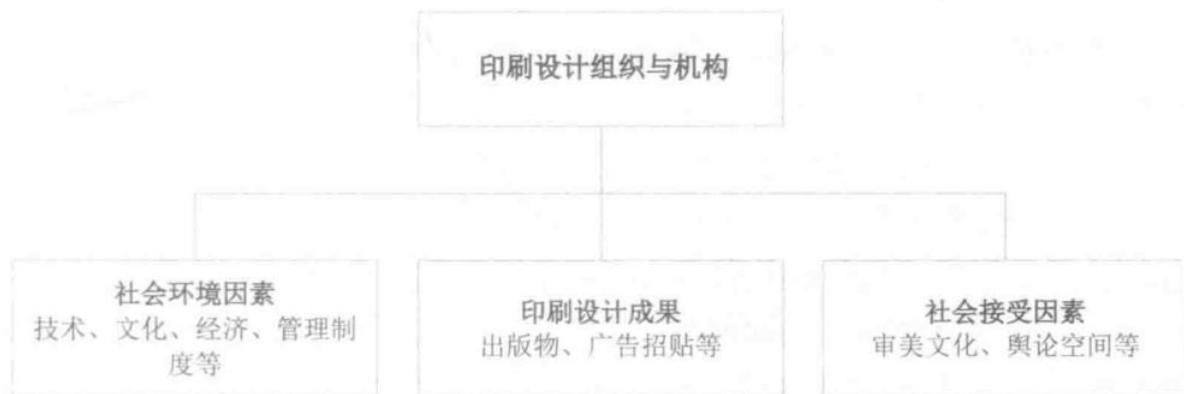 印刷设计组织与机构
社会环境因素
技术、文化、经济、管理制
度等
印刷设计成果
出版物、广告招贴等
社会接受因素
审美文化、舆论空间等